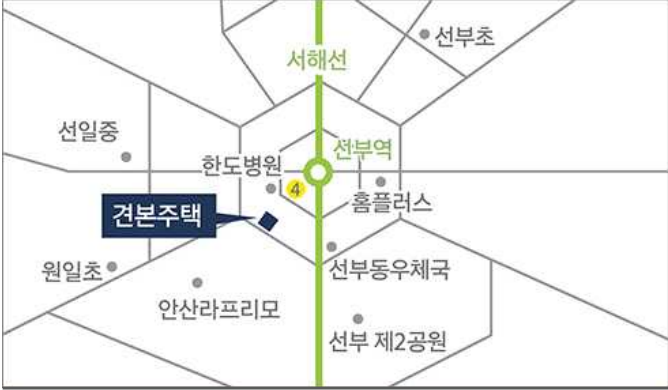 선부초
서해선
선일중
선부역
한도병원
4
홈플러스
견본주택
원일초
선부동우체국
안산라프리모
선부 제2공원